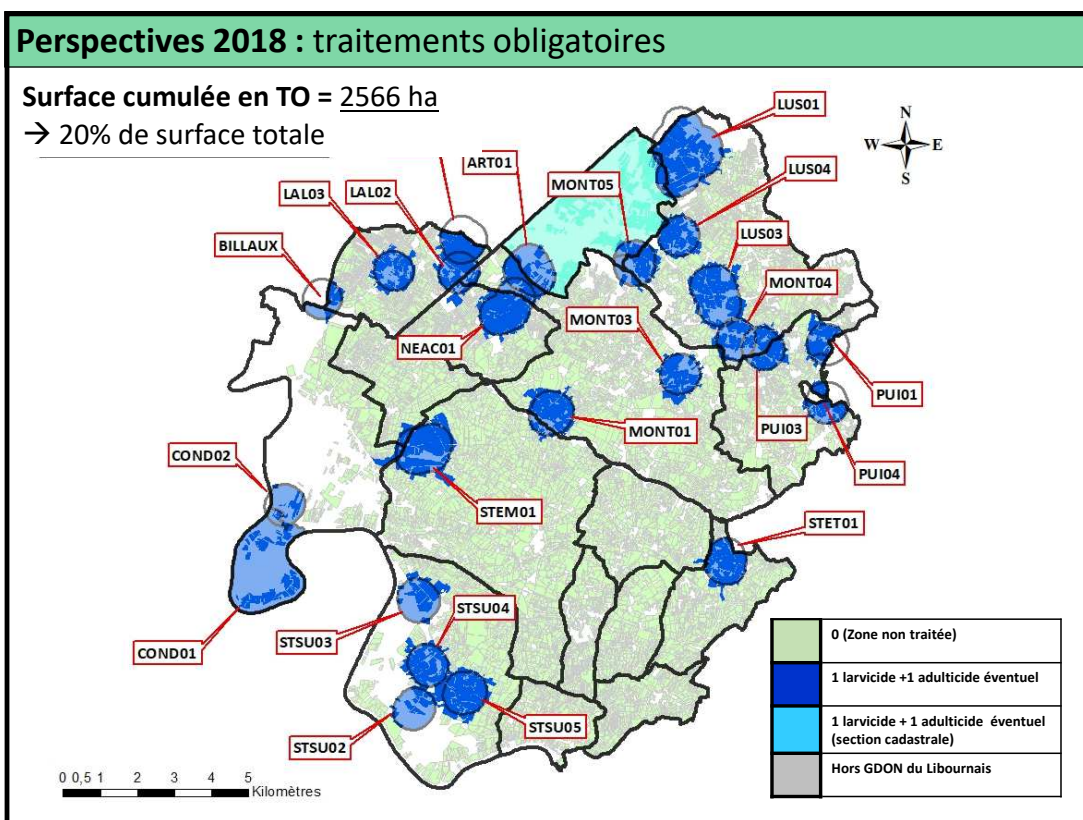 Perspectives 2018 : traitements obligatoires
Surface cumulée en TO = 2566 ha
→ 20% de surface totale
LUS01
N
W E
S
ART01
MONT05
LUS04
LAL03
LAL02
LUS03
BILLAUX
MONT04
MONT03
NEAC01
PUI01
MONT01
PUI03
COND02
PUI04
STEM01
STET01
STSU04
STSU03
COND01
STSU05
STSU02
0 (Zone non traitée)
1 larvicide +1 adulticide éventuel
1 larvicide + 1 adulticide éventuel
(section cadastrale)
Hors GDON du Libournais
0 0,5 1 2 3 4 5
Kilomètres